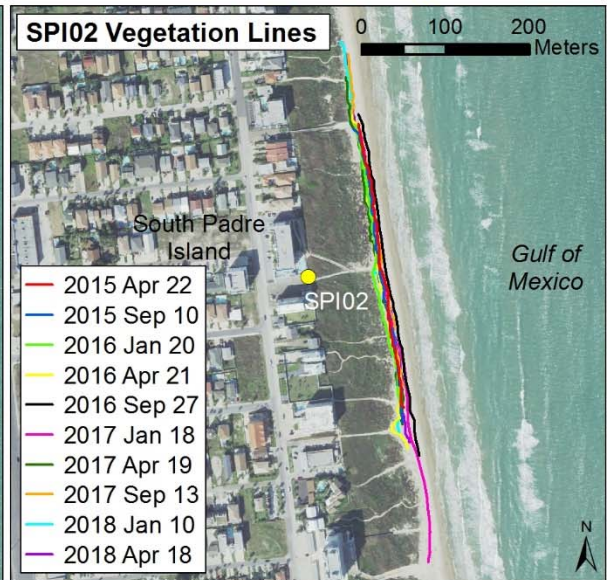 SPI02 Vegetation Lines
0 100 200
Meters
South Padre
Island
Gulf of
Mexico
SPI02
2015 Apr 22
2015 Sep 10
2016 Jan 20
2016 Apr 21
2016 Sep 27
2017 Jan 18
2017 Apr 19
2017 Sep 13
2018 Jan 10
2018 Apr 18
N